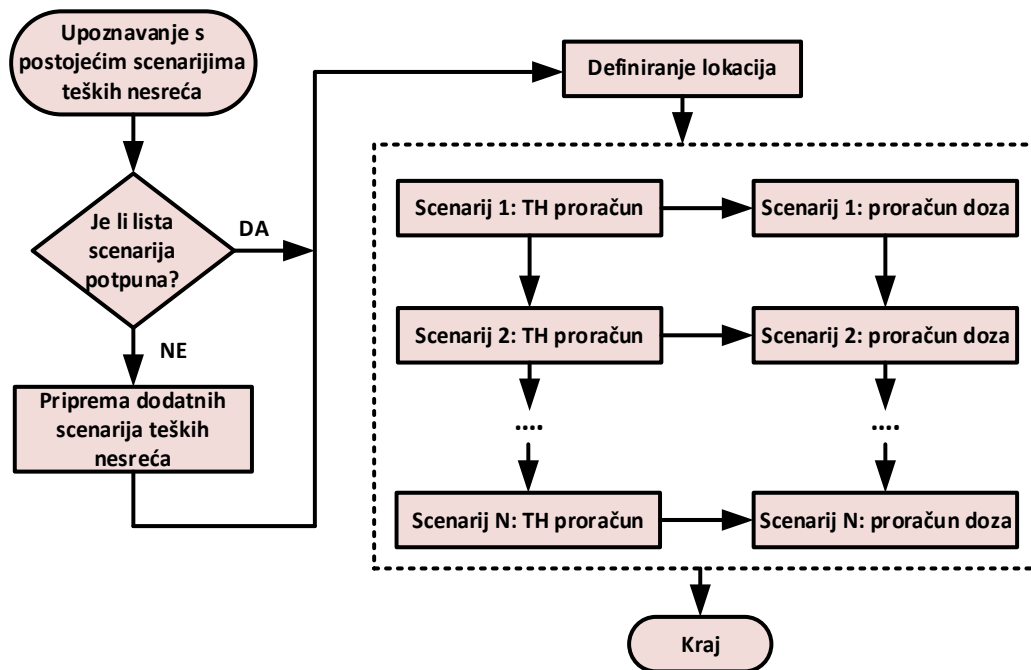 Upoznavanje s
postojećim scenarijima
teških nesreća
Je li lista
scenarija
potpuna?
DA
NE
Priprema dodatnih
scenarija teških
nesreća
Definiranje lokacija
Scenarij 1: TH proračun
Scenarij 1: proračun doza
Scenarij 2: TH proračun
Scenarij 2: proračun doza
....
....
Scenarij N: TH proračun
Scenarij N: proračun doza
Kraj